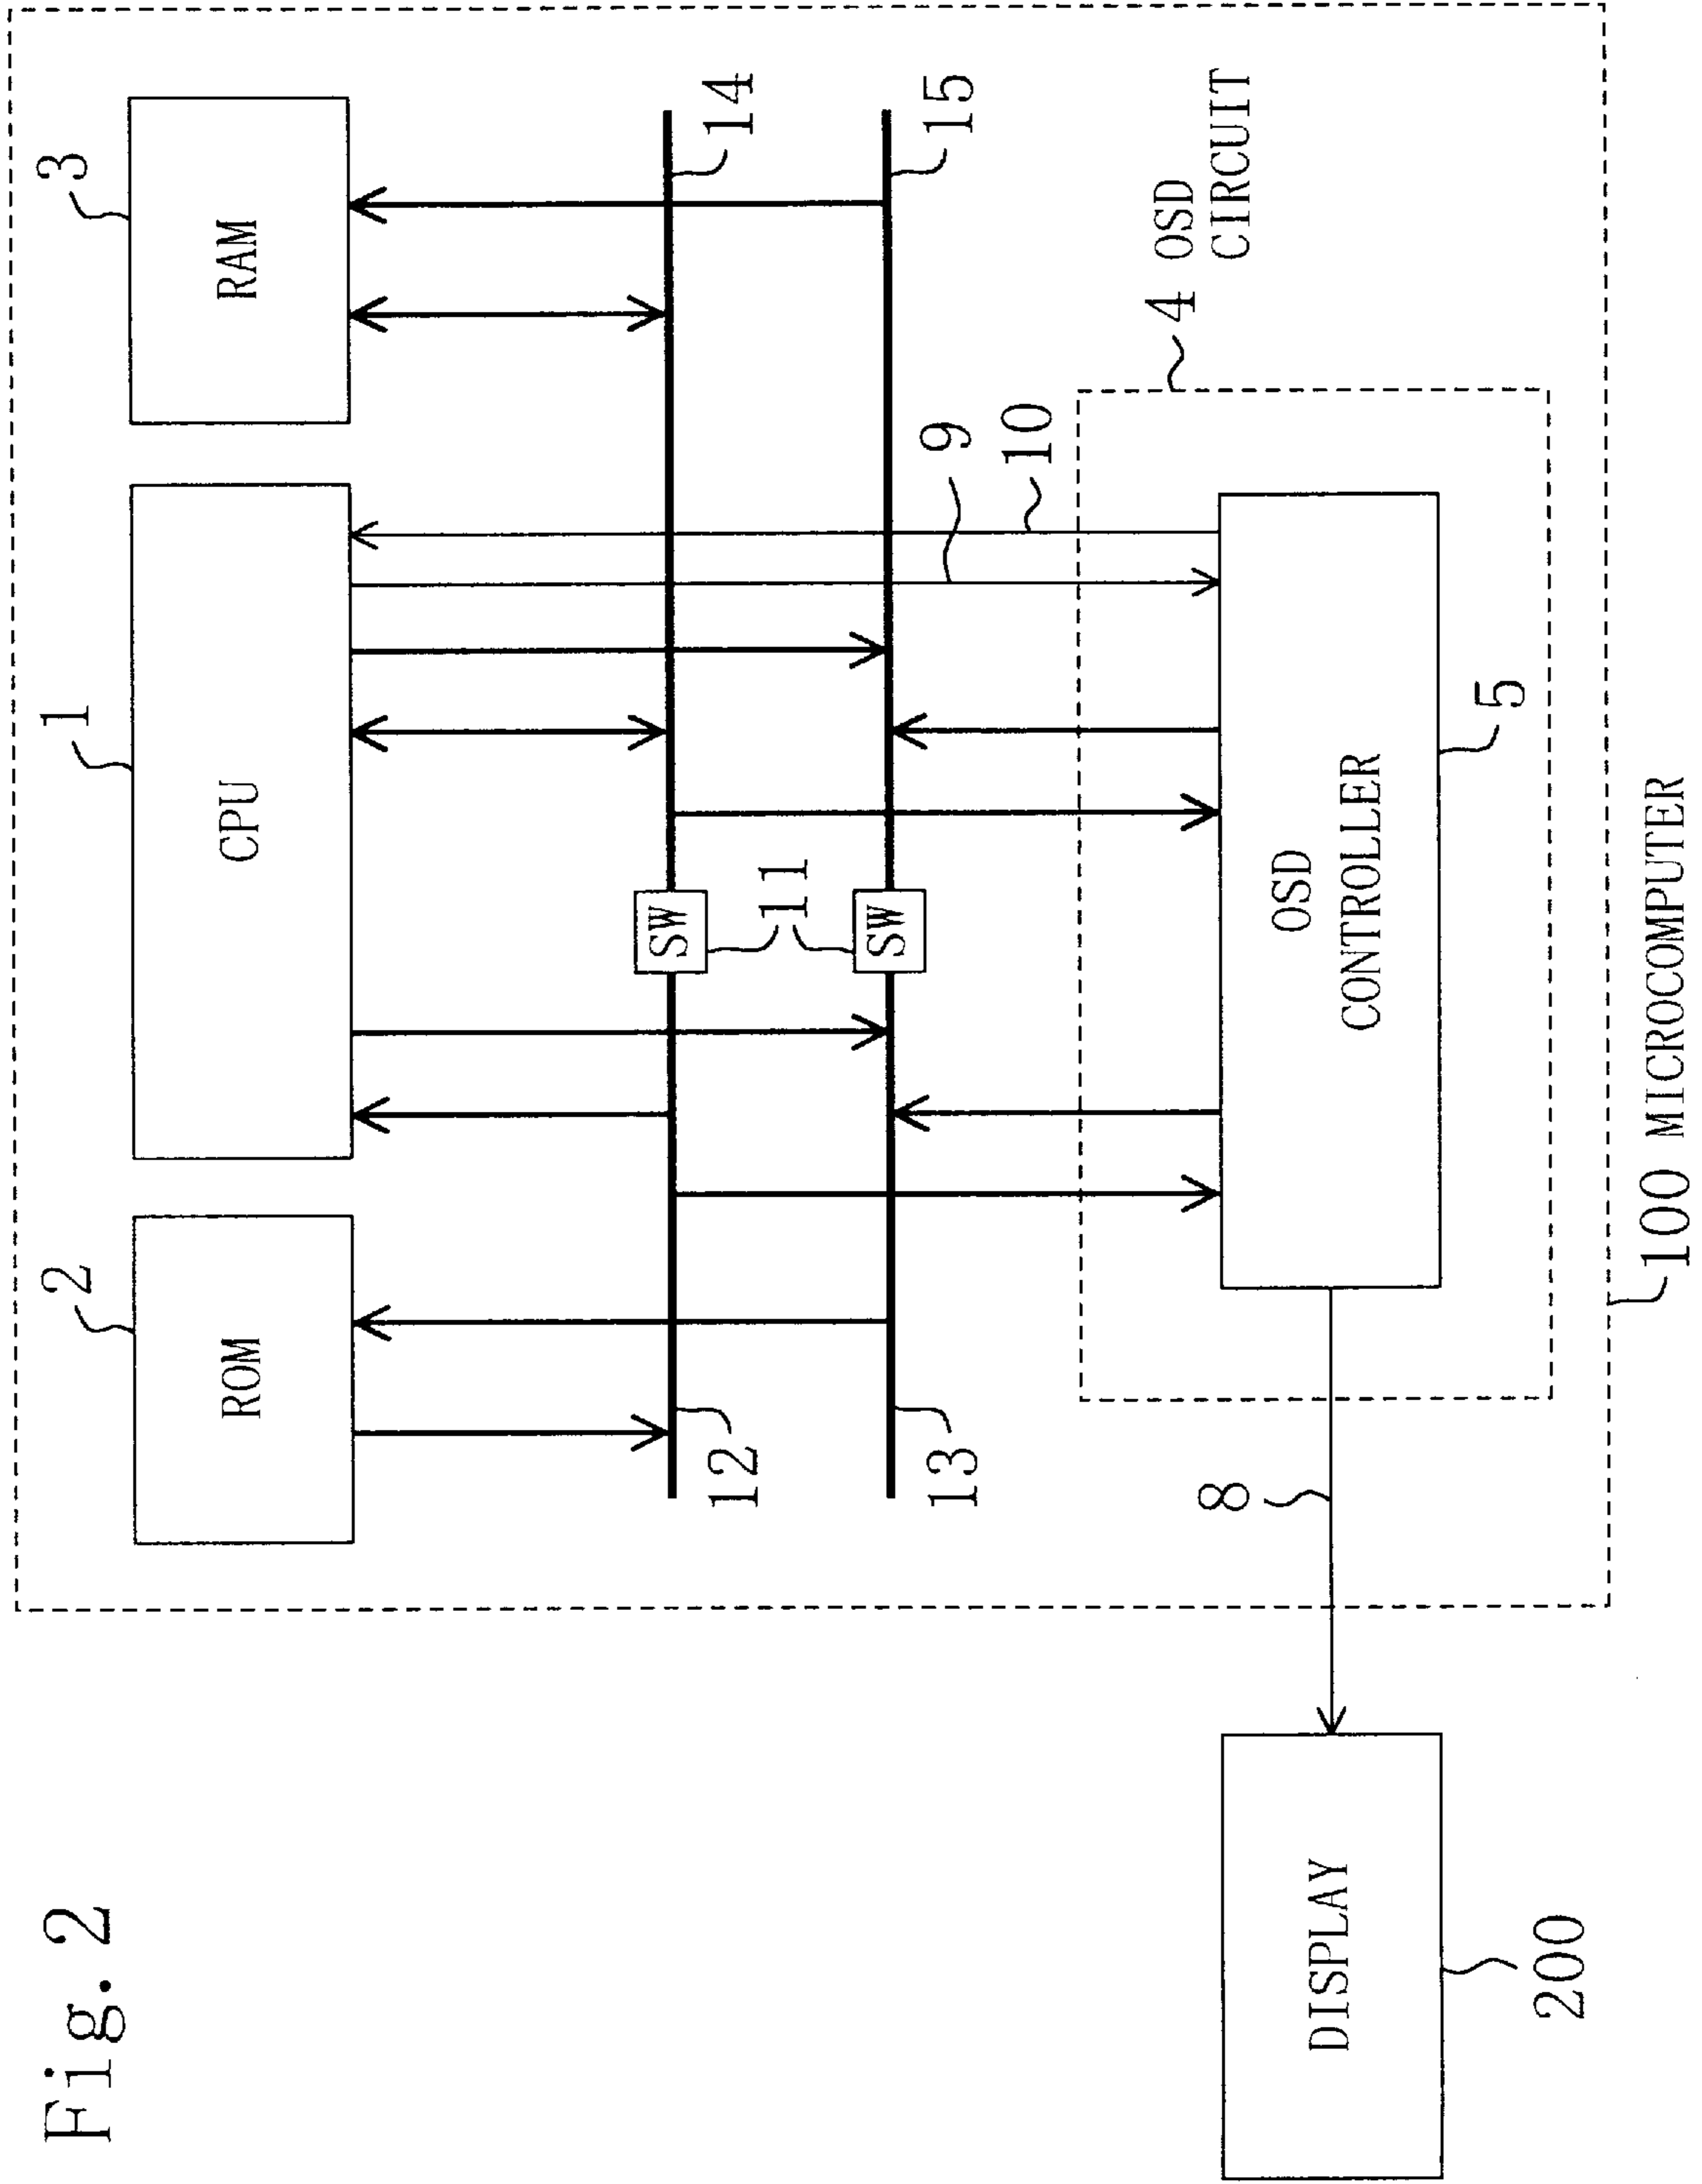 Fig.2
2
1
3
ROM
CPU
RAM
SW
12
11
14
SW
13
15
9
10
4 OSD
CIRCUIT
8
OSD
CONTROLLER
5
DISPLAY
200
100 MICROCOMPUTER